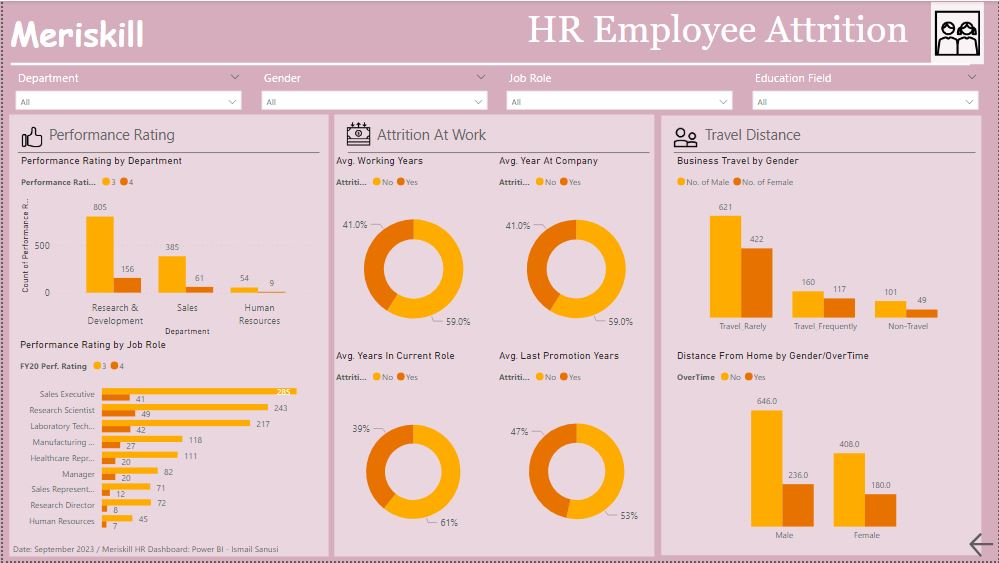 Meriskill
HR Employee Attrition
Department
Gender
Job Role
Education Field
All
All
All
All
Performance Rating
Performance Rating by Department
Performance Rati... 3 4
Count of Performance R...
500
0
805
156
385
61
54
9
Research & Development
Sales
Human Resources
Department
Performance Rating by Job Role
FY20 Perf. Rating 3 4
Sales Executive 285 41
Research Scientist 243 49
Laboratory Tech... 217 42
Manufacturing ... 118 27
Healthcare Repr... 111 20
Manager 82 20
Sales Represent... 71 12
Research Director 72 8
Human Resources 45 7
Date: September 2023 / Meriskill HR Dashboard: Power BI - Ismail Sanusi
Attrition At Work
Avg. Working Years
Attriti... No Yes
41.0%
59.0%
Avg. Year At Company
Attriti... No Yes
41.0%
59.0%
Avg. Years In Current Role
Attriti... No Yes
39%
61%
Avg. Last Promotion Years
Attriti... No Yes
47%
53%
Travel Distance
Business Travel by Gender
No. of Male No. of Female
621
422
160
117
101
49
Travel_Rarely
Travel_Frequently
Non-Travel
Distance From Home by Gender/OverTime
OverTime No Yes
646.0
236.0
408.0
180.0
Male
Female